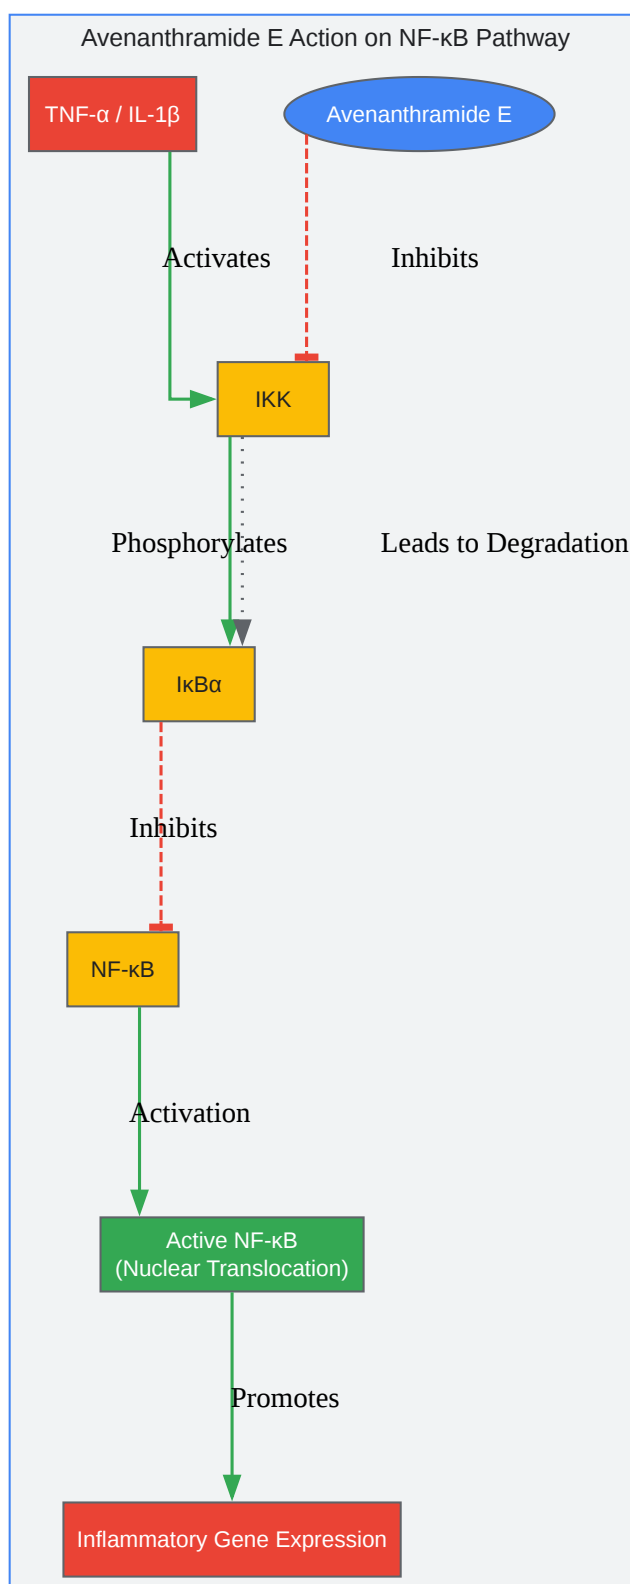 Avenanthramide E Action on NF-κB Pathway
TNF-α / IL-1β
Avenanthramide E
Activates
Inhibits
IKK
Phosphorylates
Leads to Degradation
IκBα
Inhibits
NF-κB
Activation
Active NF-κB
(Nuclear Translocation)
Promotes
Inflammatory Gene Expression